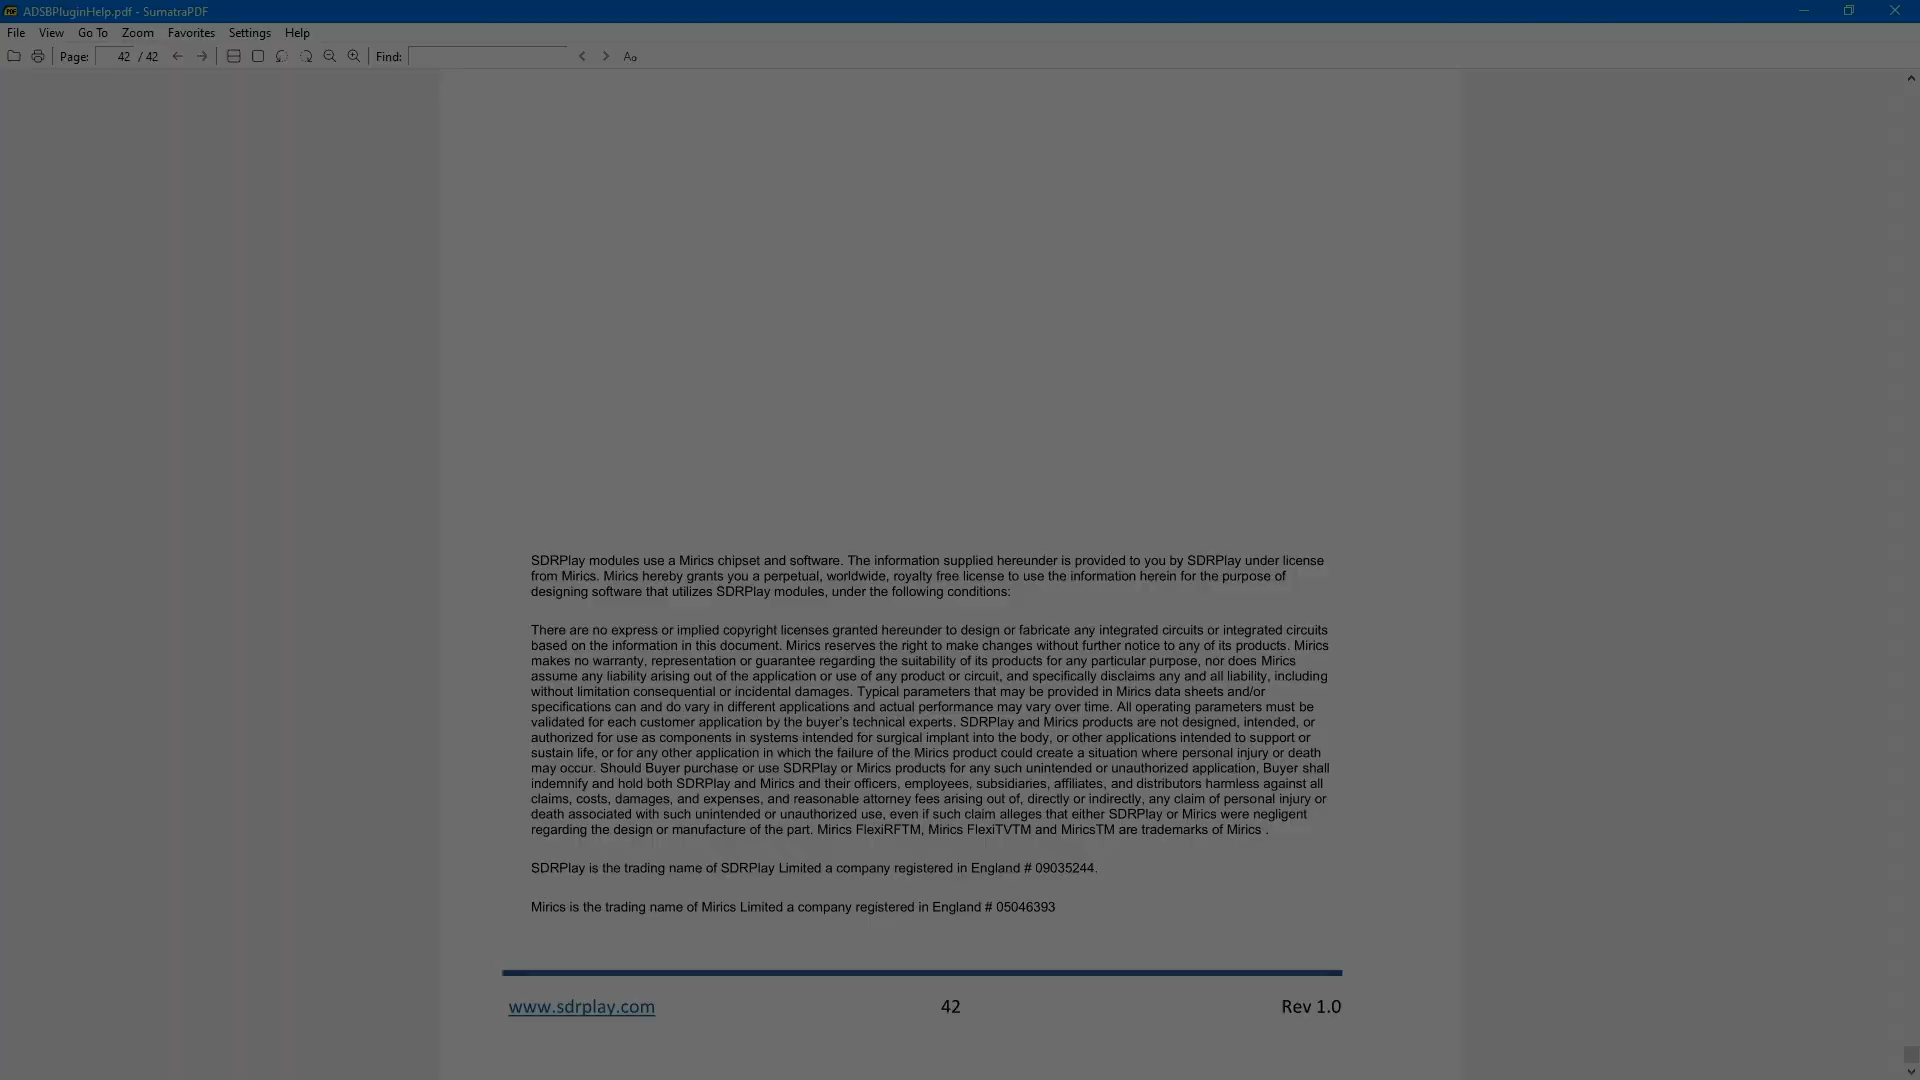 ADSBPluginHelp.pdf - SumatraPDF
File View Go To Zoom Favorites Settings Help
Page: 42 / 42 Find:
SDRPlay modules use a Mirics chipset and software. The information supplied hereunder is provided to you by SDRPlay under license
from Mirics. Mirics hereby grants you a perpetual, worldwide, royalty free license to use the information herein for the purpose of
designing software that utilizes SDRPlay modules, under the following conditions:
There are no express or implied copyright licenses granted hereunder to design or fabricate any integrated circuits or integrated circuits
based on the information in this document. Mirics reserves the right to make changes without further notice to any of its products. Mirics
makes no warranty, representation or guarantee regarding the suitability of its products for any particular purpose, nor does Mirics
assume any liability arising out of the application or use of any product or circuit, and specifically disclaims any and all liability, including
without limitation consequential or incidental damages. Typical parameters that may be provided in Mirics data sheets and/or
specifications can and do vary in different applications and actual performance may vary over time. All operating parameters must be
validated for each customer application by the buyer's technical experts. SDRPlay and Mirics products are not designed, intended, or
authorized for use as components in systems intended for surgical implant into the body, or other applications intended to support or
sustain life, or for any other application in which the failure of the Mirics product could create a situation where personal injury or death
may occur. Should Buyer purchase or use SDRPlay or Mirics products for any such unintended or unauthorized application, Buyer shall
indemnify and hold both SDRPlay and Mirics and their officers, employees, subsidiaries, affiliates, and distributors harmless against all
claims, costs, damages, and expenses, and reasonable attorney fees arising out of, directly or indirectly, any claim of personal injury or
death associated with such unintended or unauthorized use, even if such claim alleges that either SDRPlay or Mirics were negligent
regarding the design or manufacture of the part. Mirics FlexiRFTM, Mirics FlexiTVTM and MiricsTM are trademarks of Mirics .
SDRPlay is the trading name of SDRPlay Limited a company registered in England # 09035244.
Mirics is the trading name of Mirics Limited a company registered in England # 05046393
www.sdrplay.com 42 Rev 1.0